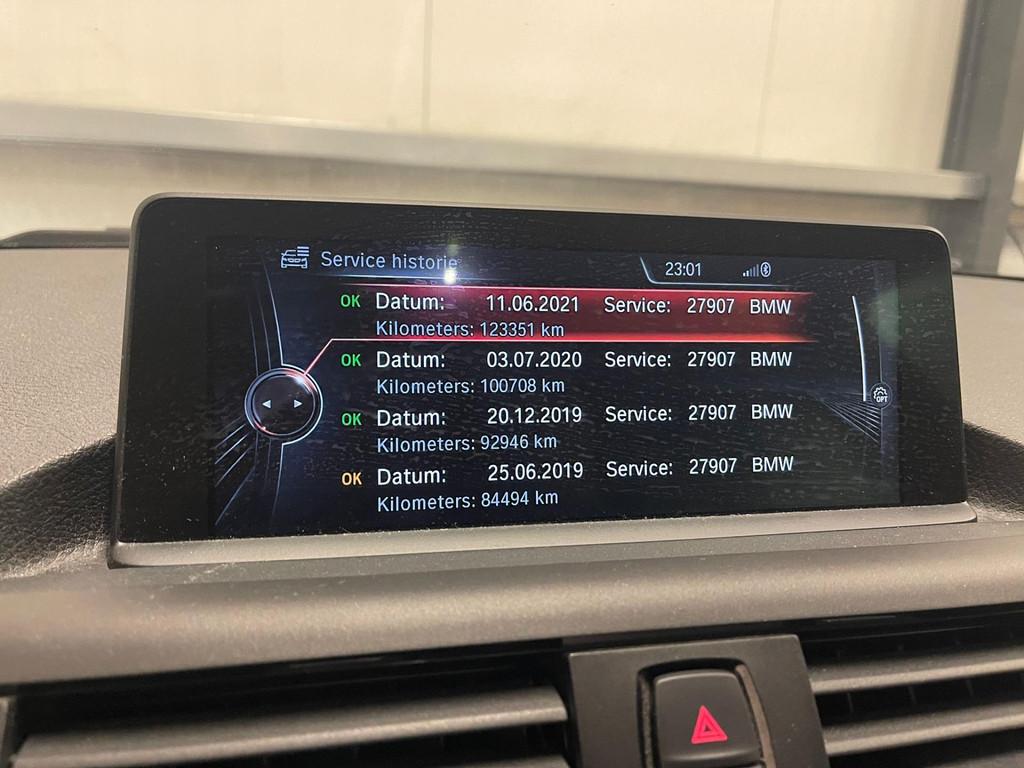 Service historie
23:01
OK Datum: 11.06.2021 Service: 27907 BMW
Kilometers: 123351 km
OK Datum: 03.07.2020 Service: 27907 BMW
Kilometers: 100708 km
OK Datum: 20.12.2019 Service: 27907 BMW
Kilometers: 92946 km
OPT
OK Datum: 25.06.2019 Service: 27907 BMW
Kilometers: 84494 km